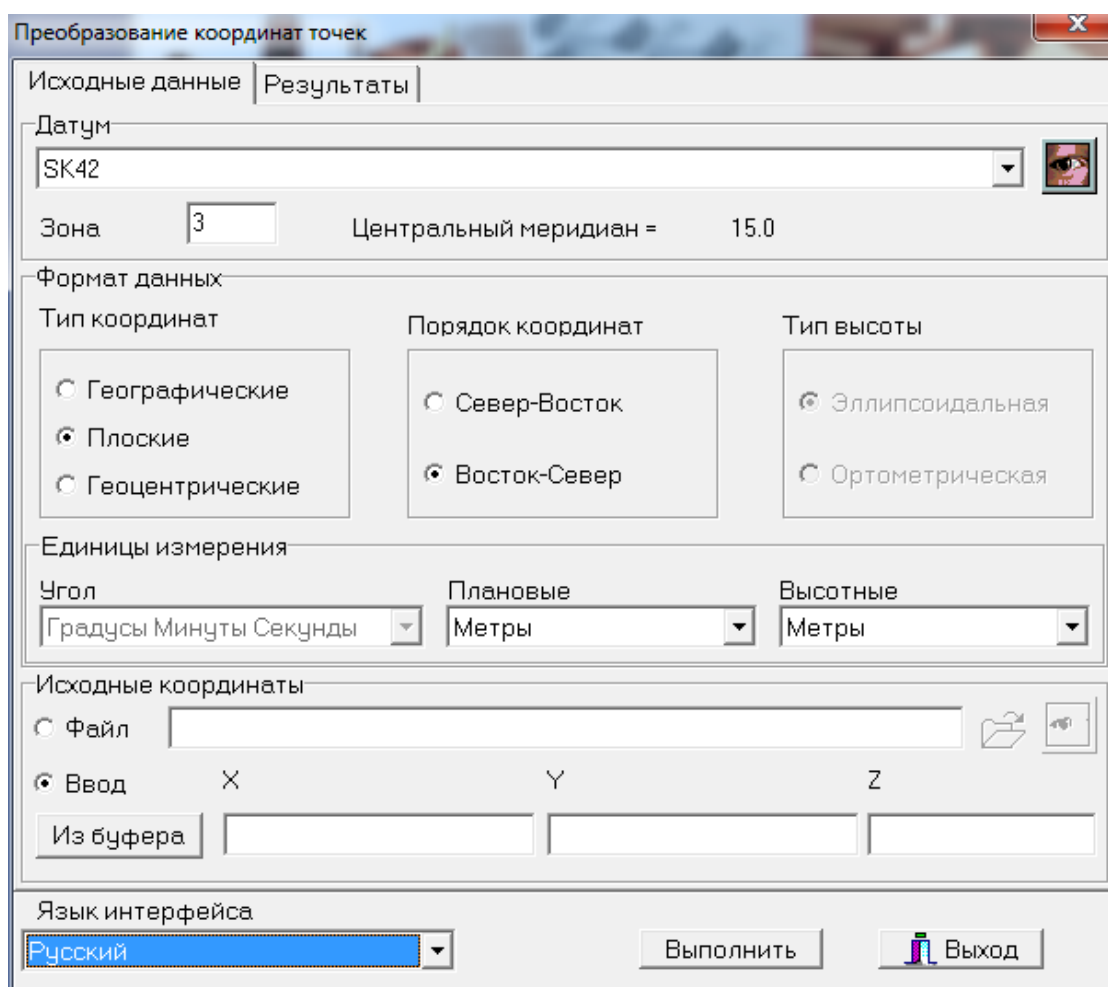 Преобразование координат точек
x
Исходные данные Результаты
Датум
SK42
Зона 3 Центральный меридиан = 15.0
Формат данных
Тип координат Порядок координат Тип высоты
Географические Север-Восток Эллипсоидальная
Плоские
Геоцентрические Восток-Север Ортометрическая
Единицы измерения
Угол Плановые Высотные
Градусы Минуты Секунды Метры Метры
Исходные координаты
Файл
Ввод X Y Z
Из буфера
Язык интерфейса
Русский Выполнить Выход